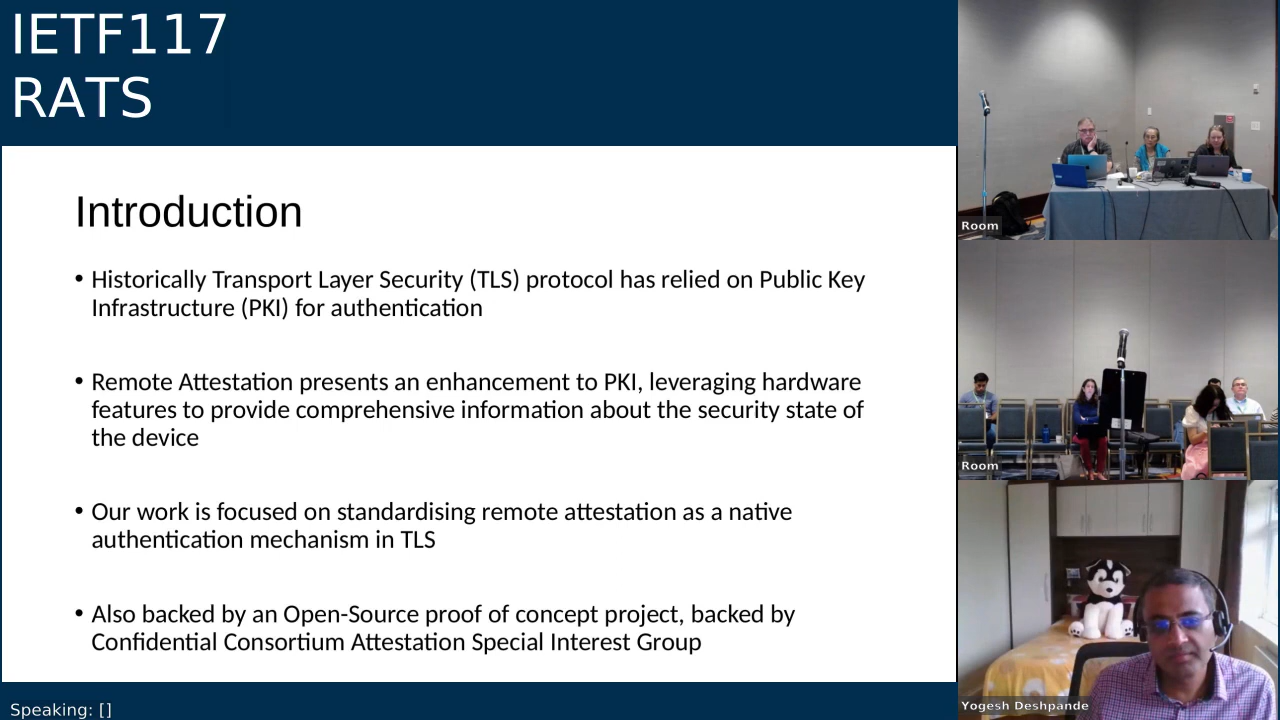 IETF117
RATS
Introduction
• Historically Transport Layer Security (TLS) protocol has relied on Public Key
Infrastructure (PKI) for authentication
• Remote Attestation presents an enhancement to PKI, leveraging hardware
features to provide comprehensive information about the security state of
the device
• Our work is focused on standardising remote attestation as a native
authentication mechanism in TLS
• Also backed by an Open-Source proof of concept project, backed by
Confidential Consortium Attestation Special Interest Group
Speaking: []
Room
Room
Yogesh Deshpande